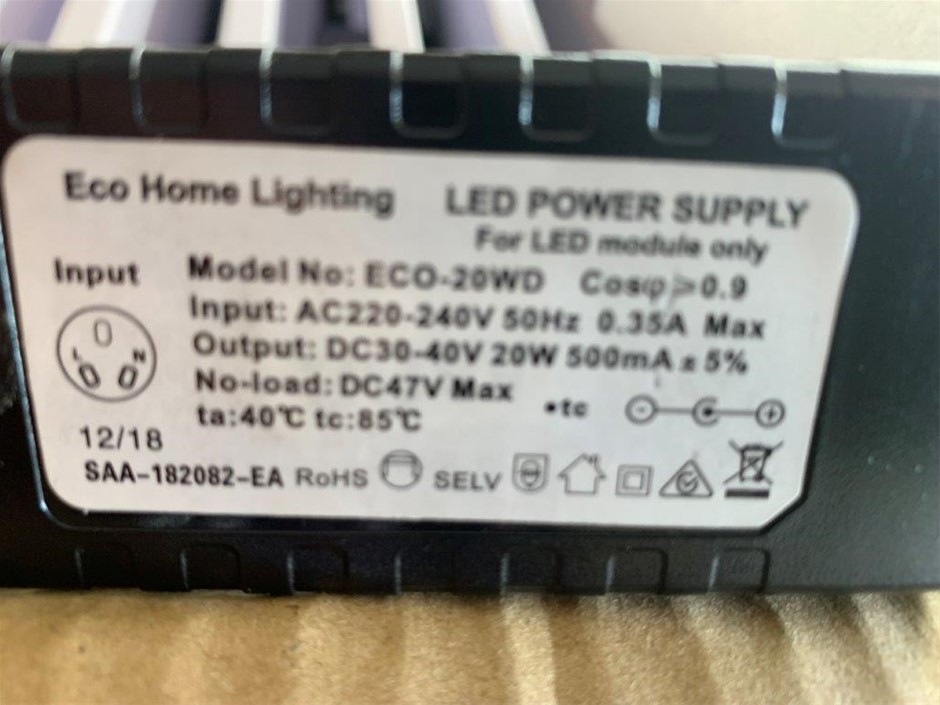 Eco Home Lighting LED POWER SUPPLY
For LED module only
Input Model No: ECO-20WD Cosφ≥0.9
Input: AC220-240V 50Hz 0.35A Max
L N Output: DC30-40V 20W 500mA ± 5%
No-load: DC47V Max
ta:40℃ tc:85℃ •tc
12/18
SAA-182082-EA RoHS SELV